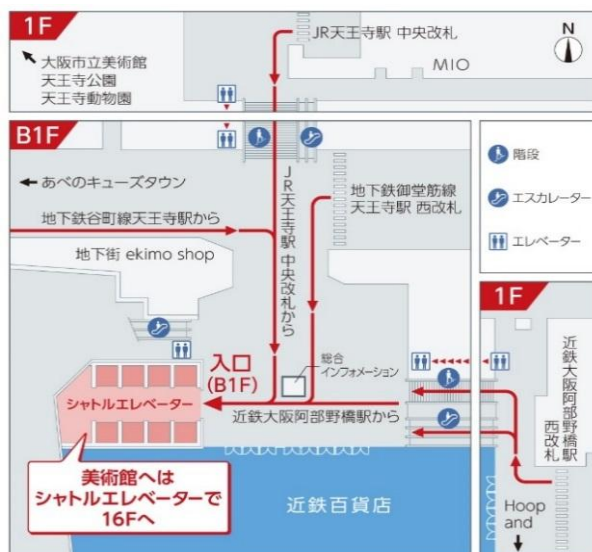 1F
大阪市立美術館
天王寺公園
天王寺動物園
JR天王寺駅 中央改札
MIO
N
B1F
あべのキューズタウン
地下鉄谷町線天王寺駅から
地下街 ekimo shop
JR天王寺駅 中央改札から
地下鉄御堂筋線
天王寺駅 西改札
階段
エスカレーター
エレベーター
1F
近鉄大阪阿部野橋駅
西改札
入口
(B1F)
総合
インフォメーション
シャトルエレベーター
近鉄大阪阿部野橋駅から
美術館へは
シャトルエレベーターで
16Fへ
近鉄百貨店
Hoop
and